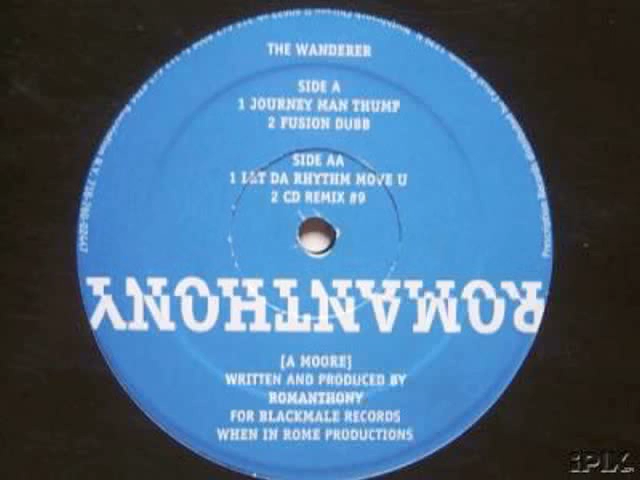 THE WANDERER
SIDE A
1 JOURNEY MAN THUMP
2 FUSION DUBB
SIDE AA
1 LET DA RHYTHM MOVE U
2 CD REMIX #9
ROMANTHONY
[A MOORE]
WRITTEN AND PRODUCED BY
ROMANTHONY
FOR BLACKMALE RECORDS
WHEN IN ROME PRODUCTIONS
iPIX